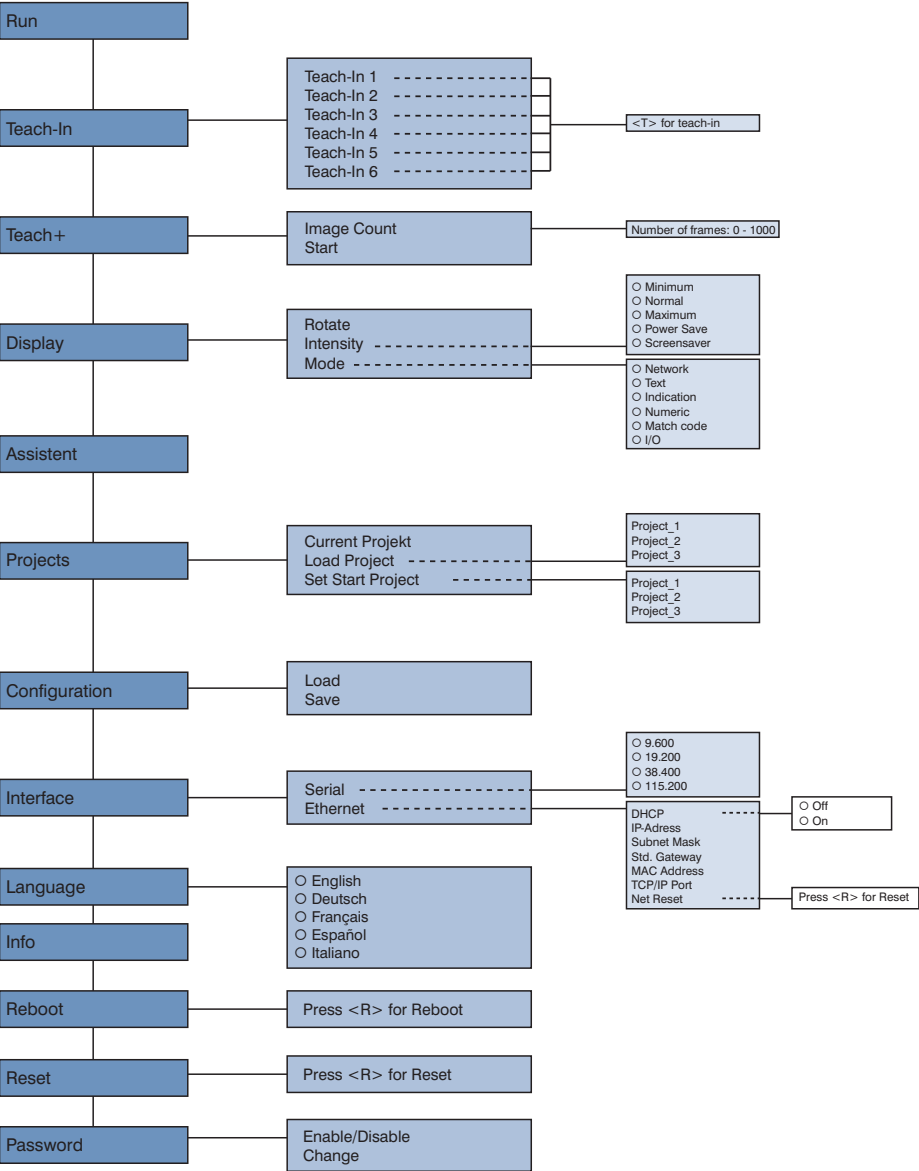 Run
Teach-In
Teach-In 1
Teach-In 2
Teach-In 3
Teach-In 4
Teach-In 5
Teach-In 6
<T> for teach-in
Teach+
Image Count
Start
Number of frames: 0 - 1000
Display
Rotate
Intensity
Mode
Minimum
Normal
Maximum
Power Save
Screensaver
Network
Text
Indication
Numeric
Match code
I/O
Assistent
Projects
Current Projekt
Load Project
Set Start Project
Project_1
Project_2
Project_3
Project_1
Project_2
Project_3
Configuration
Load
Save
Interface
Serial
Ethernet
9.600
19.200
38.400
115.200
DHCP
IP-Adress
Subnet Mask
Std. Gateway
MAC Address
TCP/IP Port
Net Reset
Off
On
Press <R> for Reset
Language
English
Deutsch
Français
Español
Italiano
Info
Reboot
Press <R> for Reboot
Reset
Press <R> for Reset
Password
Enable/Disable
Change